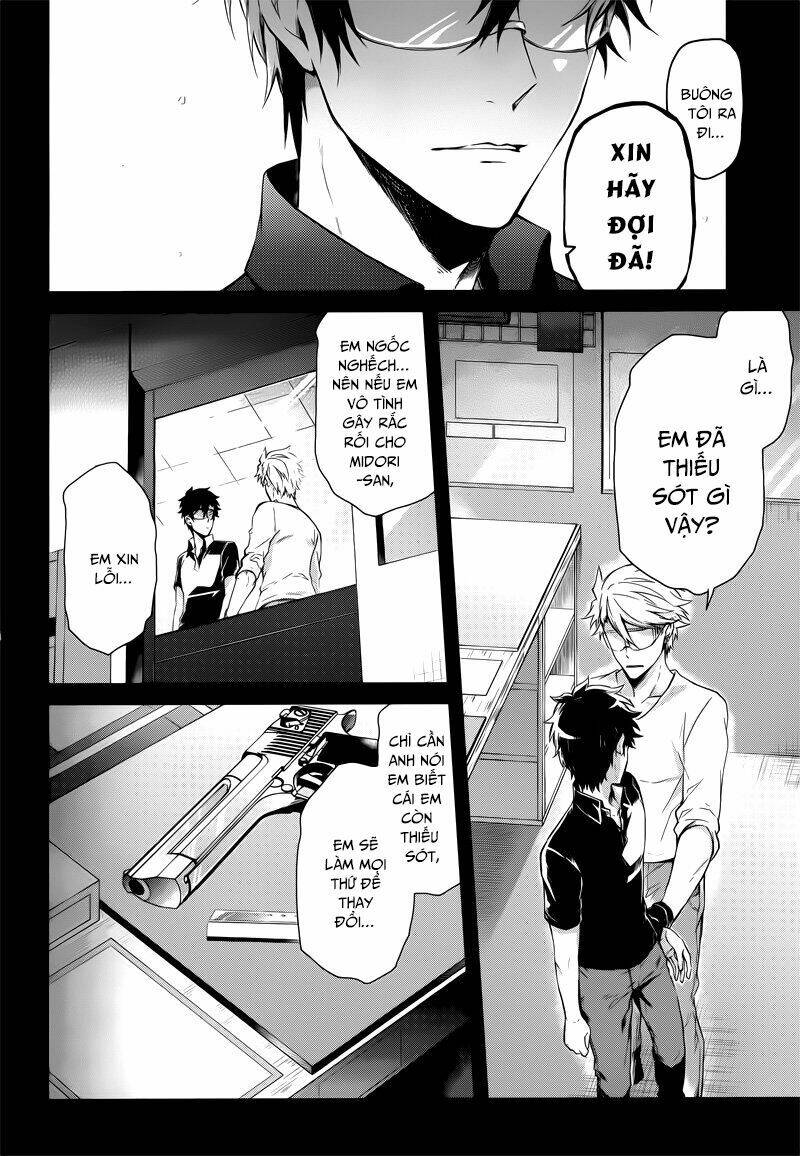 BUÔNG
TÔI RA
ĐI...
XIN
HÃY
ĐỢI
ĐÃ!
LÀ
GÌ...
EM ĐÃ
THIẾU
SÓT GÌ
VẬY?
EM NGỐC
NGHẾCH...
NÊN NẾU EM
VÔ TÌNH
GÂY RẮC
RỐI CHO
MIDORI
-SAN,
EM XIN
LỖI...
CHỈ CẦN
ANH NÓI
EM BIẾT
CÁI EM
CÒN
THIẾU
SÓT,
EM SẼ
LÀM MỌI
THỨ ĐỂ
THAY
ĐỔI...